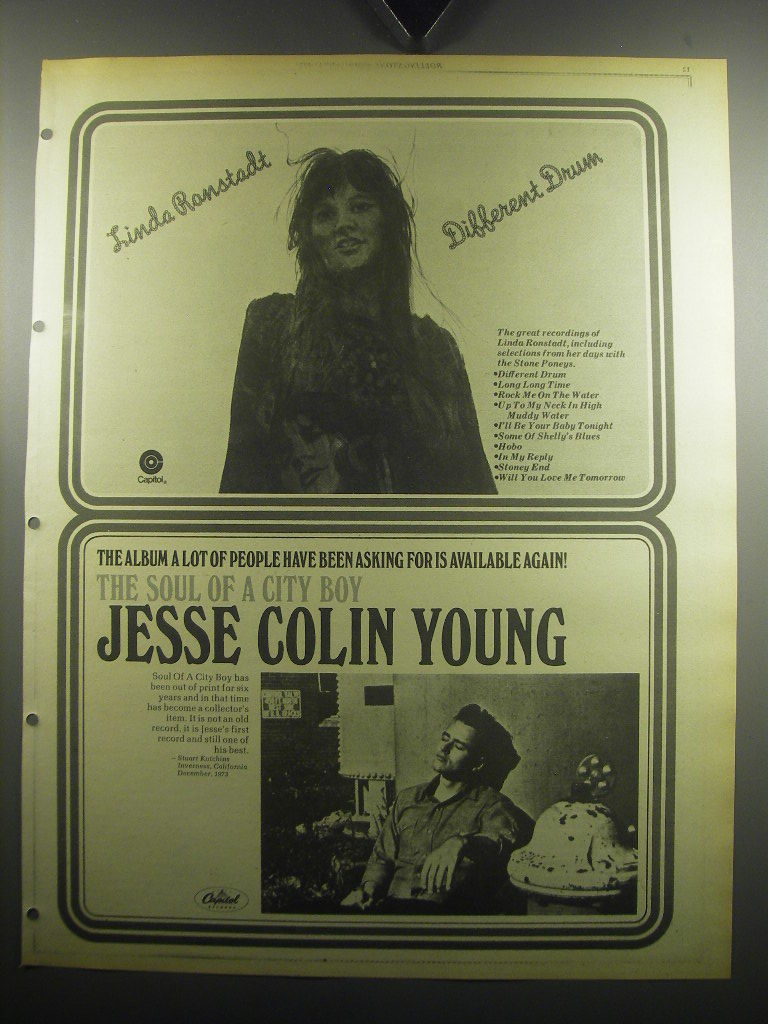 Linda Ronstadt
Different Drum
The great recordings of
Linda Ronstadt, including
selections from her days with
the Stone Poneys.
•Different Drum
•Long Long Time
•Rock Me On The Water
•Up To My Neck In High
Muddy Water
•I'll Be Your Baby Tonight
•Some Of Shelly's Blues
•Hobo
•In My Reply
•Stoney End
•Will You Love Me Tomorrow
Capitol®
THE ALBUM A LOT OF PEOPLE HAVE BEEN ASKING FOR IS AVAILABLE AGAIN!
THE SOUL OF A CITY BOY
JESSE COLIN YOUNG
Soul Of A City Boy has
been out of print for six
years and in that time
has become a collector's
item. It is not an old
record, it is Jesse's first
record and still one of
his best.
– Stuart Kutchins
Inverness, California
December, 1973
Capitol
RECORDS